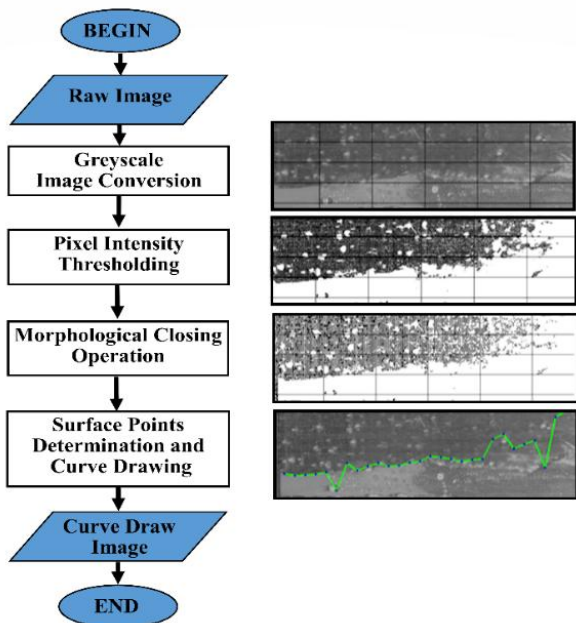 BEGIN
Raw Image
Greyscale
Image Conversion
Pixel Intensity
Thresholding
Morphological Closing
Operation
Surface Points
Determination and
Curve Drawing
Curve Draw
Image
END